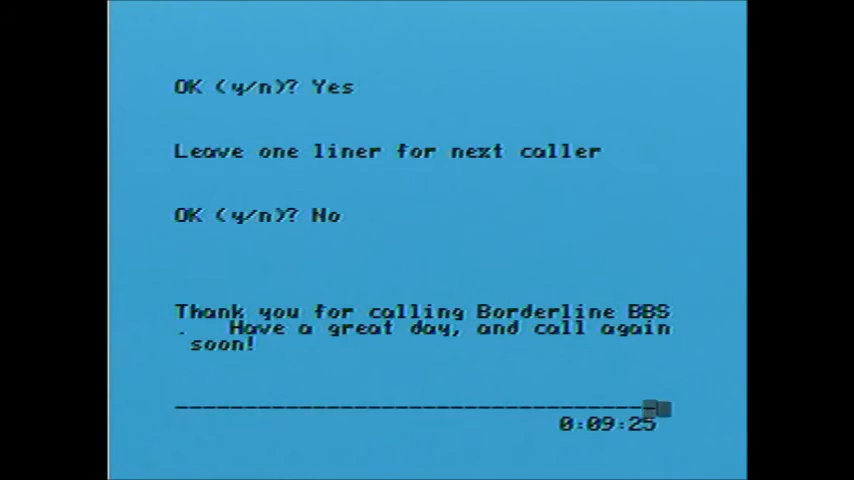 OK (y/n)? Yes
Leave one liner for next caller
OK (y/n)? No
Thank you for calling Borderline BBS
.   Have a great day, and call again
soon!
0:09:25